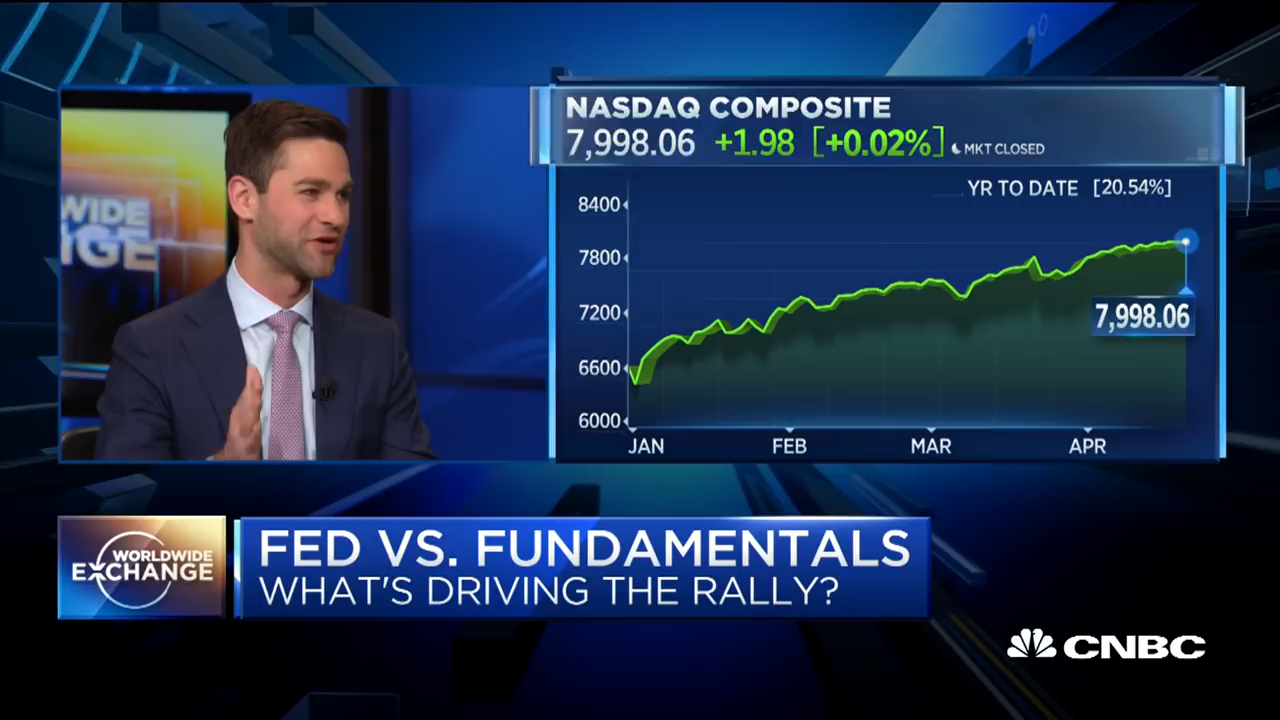 WIDE
NGE
NASDAQ COMPOSITE
7,998.06 +1.98 [+0.02%] MKT CLOSED
YR TO DATE [20.54%]
8400
7800
7200
6600
6000
7,998.06
JAN FEB MAR APR
WORLDWIDE
EXCHANGE
FED VS. FUNDAMENTALS
WHAT'S DRIVING THE RALLY?
CNBC